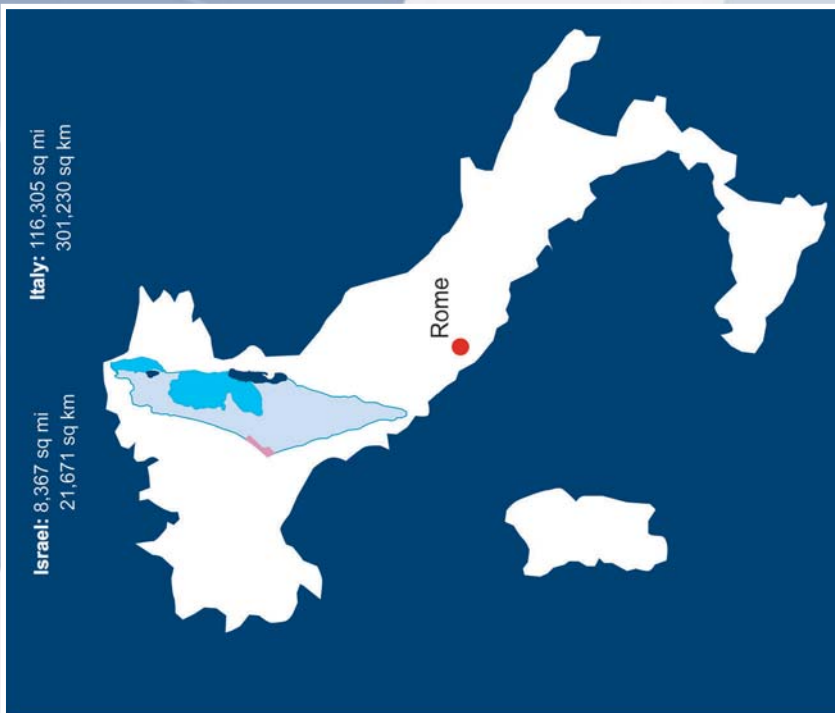 Israel: 8,367 sq mi
21,671 sq km
Italy: 116,305 sq mi
301,230 sq km
Rome